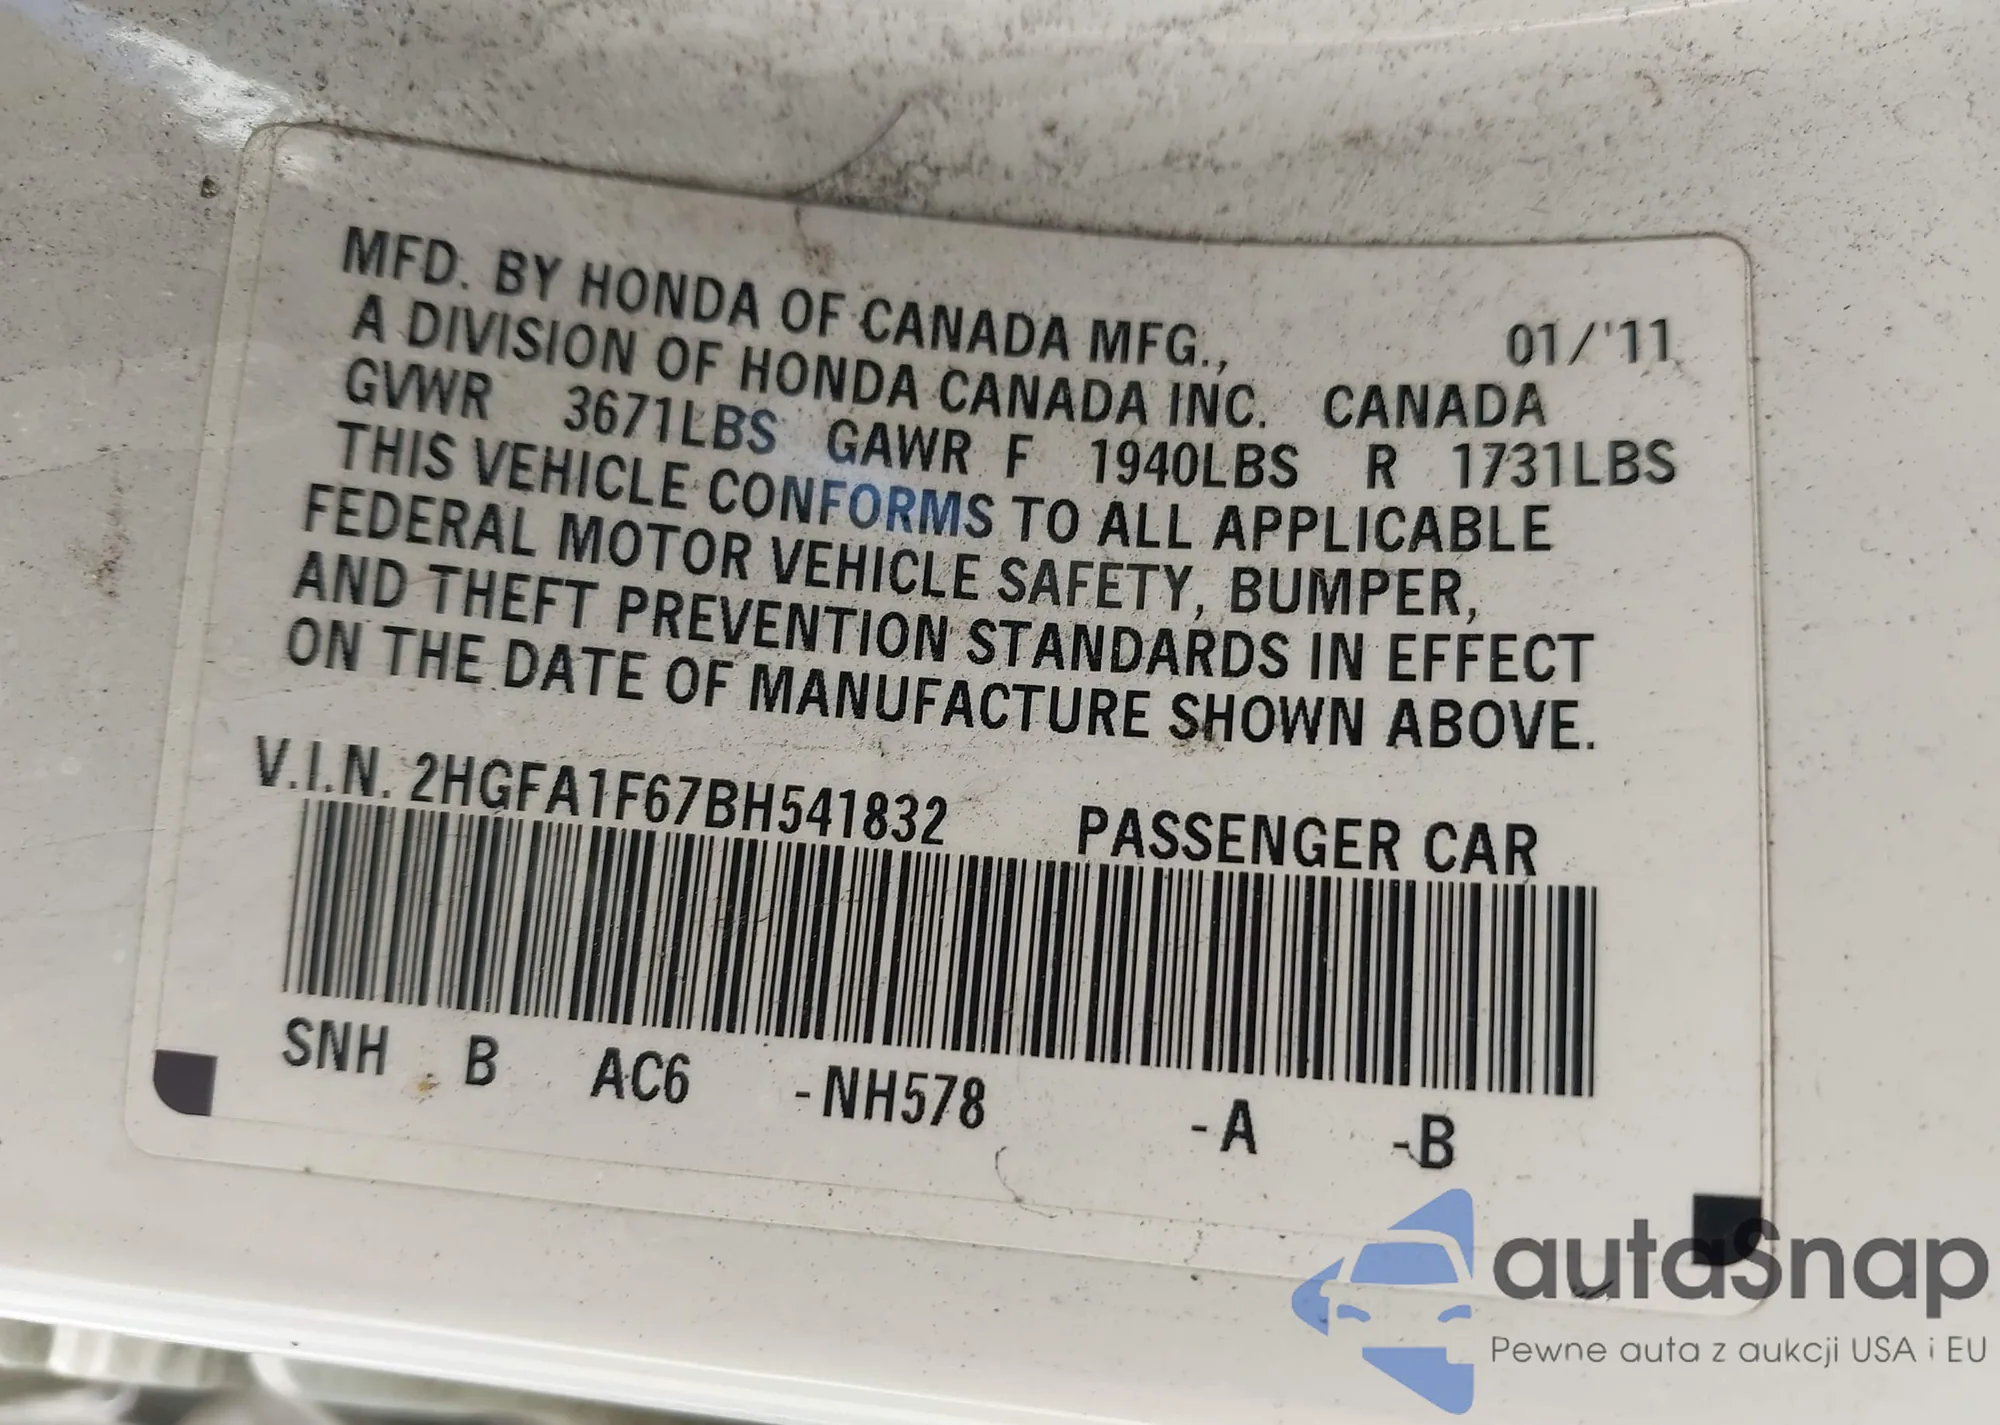 MFD. BY HONDA OF CANADA MFG., 01/'11
A DIVISION OF HONDA CANADA INC. CANADA
GVWR 3671LBS GAWR F 1940LBS R 1731LBS
THIS VEHICLE CONFORMS TO ALL APPLICABLE
FEDERAL MOTOR VEHICLE SAFETY, BUMPER,
AND THEFT PREVENTION STANDARDS IN EFFECT
ON THE DATE OF MANUFACTURE SHOWN ABOVE.
V.I.N. 2HGFA1F67BH541832 PASSENGER CAR
SNH B AC6 -NH578 -A -B
autaSnap
Pewne auta z aukcji USA i EU